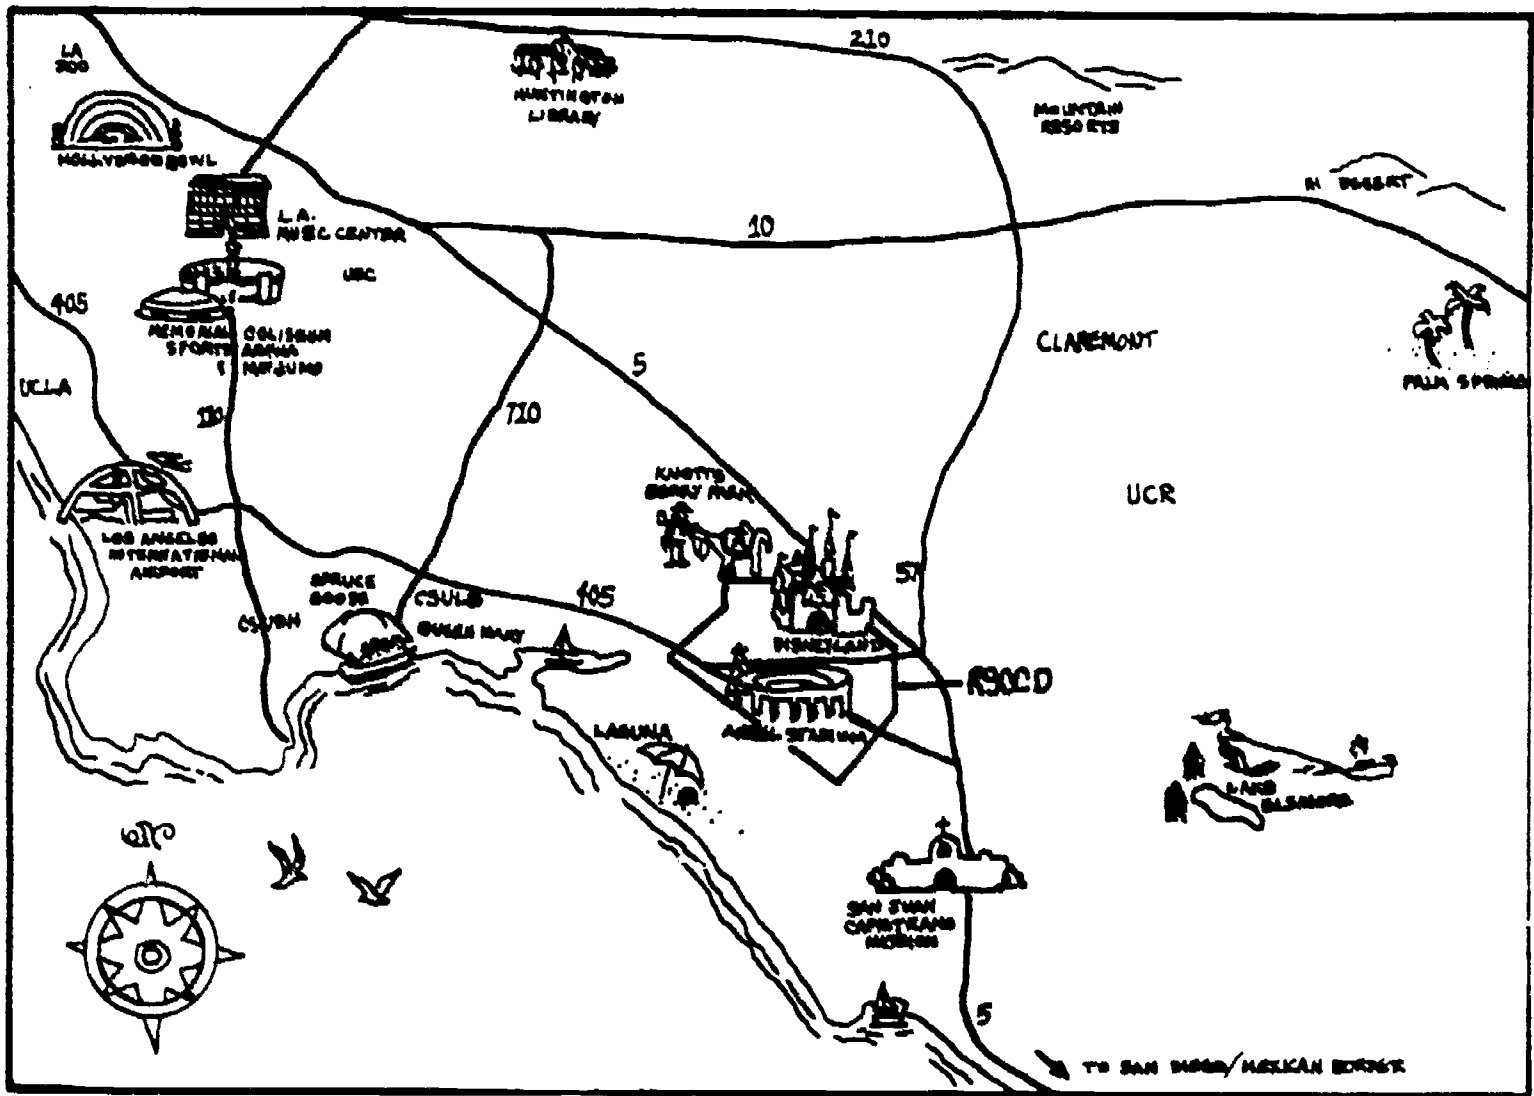 LA
ZOO
HOLLYWOOD BOWL
HUNTINGTON
LIBRARY
210
MOUNTAIN
RESORTS
HI DESERT
L.A.
MUSIC CENTER
10
USC
405
MEMORIAL COLISEUM
SPORTS ARENA
5
CLAREMONT
PALM SPRINGS
UCLA
110
710
KNOTTS
BERRY FARM
UCR
LOS ANGELES
INTERNATIONAL
AIRPORT
SPRUCE
GOOSE
CSULB
405
57
CSUDH
QUEEN MARY
DISNEYLAND
LAGUNA
ANGEL STADIUM
LAKE
ELSINORE
SAN JUAN
CAPISTRANO
MISSION
5
TO SAN DIEGO/MEXICAN BORDER